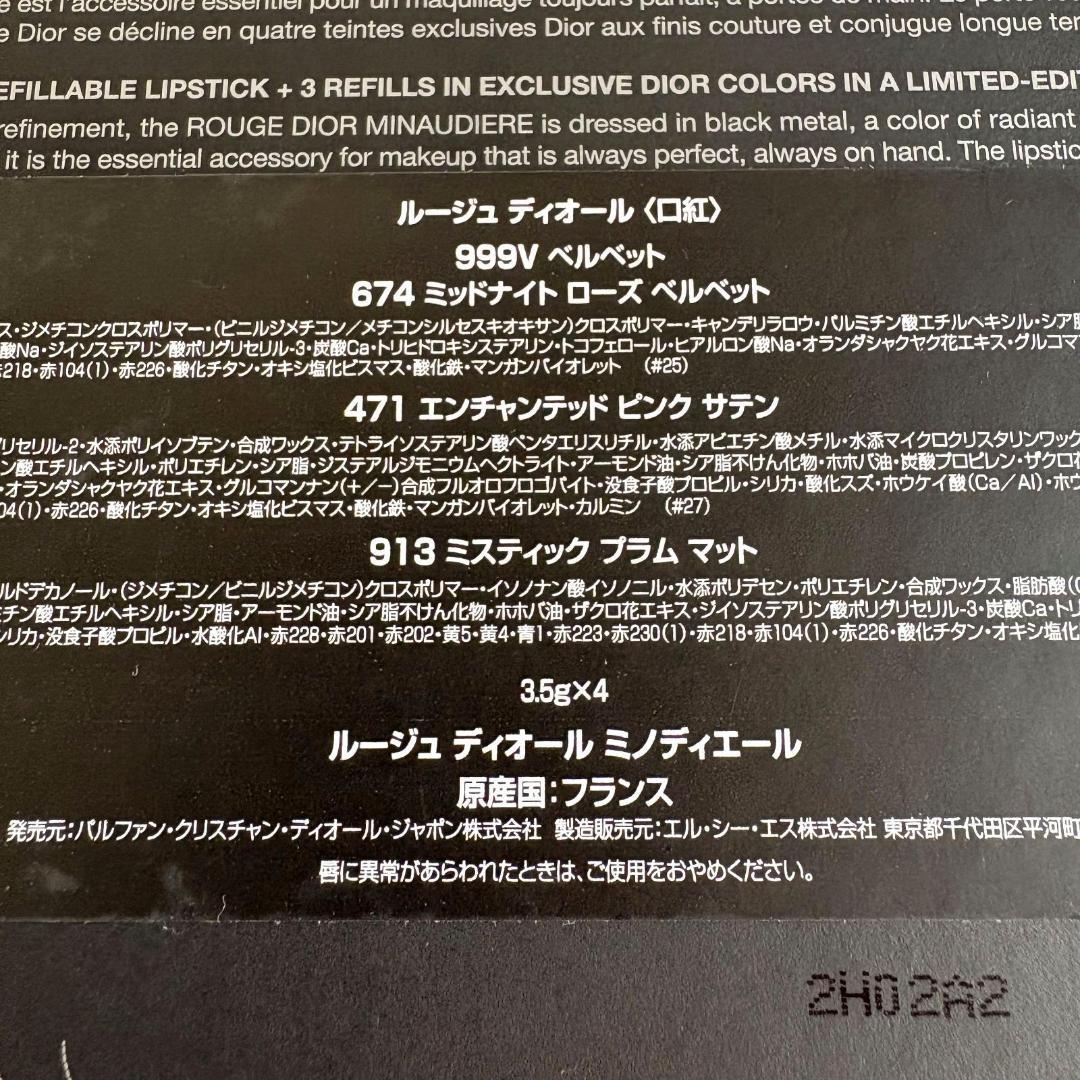 e est l'accessoire essentiel pour un maquillage toujours parfait, à portée de main. Le
e Dior se décline en quatre teintes exclusives Dior aux finis couture et conjugue longue
EFILLABLE LIPSTICK + 3 REFILLS IN EXCLUSIVE DIOR COLORS IN A LIMITED-EDI
refinement, the ROUGE DIOR MINAUDIERE is dressed in black metal, a color of radiant
it is the essential accessory for makeup that is always perfect, always on hand. The lipstic
ルージュ ディオール〈口紅〉
999V ベルベット
674 ミッドナイト ローズ ベルベット
ス・ジメチコンクロスポリマー・(ビニルジメチコン/メチコンシルセスキオキサン)クロスポリマー・キャンデリラロウ・パルミチン酸エチルヘキシル・シア脂
酸Na・ジイソステアリン酸ポリグリセリル-3・炭酸Ca・トリヒドロキシステアリン・トコフェロール・ヒアルロン酸Na・オランダシャクヤク花エキス・グルコマ
218・赤104(1)・赤226・酸化チタン・オキシ塩化ビスマス・酸化鉄・マンガンバイオレット (#25)
471 エンチャンテッド ピンク サテン
リセリル-2・水添ポリイソブテン・合成ワックス・テトライソステアリン酸ペンタエリスリチル・水添アビエチン酸メチル・水添マイクロクリスタリンワック
ン酸エチルヘキシル・ポリエチレン・シア脂・ジステアルジモニウムヘクトライト・アーモンド油・シア脂不けん化物・ホホバ油・炭酸プロピレン・ザクロ花
・オランダシャクヤク花エキス・グルコマンナン(+/−)合成フルオロフロゴパイト・没食子酸プロピル・シリカ・酸化スズ・ホウケイ酸(Ca/Al)・ホウ
04(1)・赤226・酸化チタン・オキシ塩化ビスマス・酸化鉄・マンガンバイオレット・カルミン (#27)
913 ミスティック プラム マット
ルドデカノール・(ジメチコン/ビニルジメチコン)クロスポリマー・イソノナン酸イソノニル・水添ポリデセン・ポリエチレン・合成ワックス・脂肪酸(C
ミチン酸エチルヘキシル・シア脂・アーモンド油・シア脂不けん化物・ホホバ油・ザクロ花エキス・ジイソステアリン酸ポリグリセリル-3・炭酸Ca・トリ
シリカ・没食子酸プロピル・水酸化Al・赤228・赤201・赤202・黄5・黄4・青1・赤223・赤230(1)・赤218・赤104(1)・赤226・酸化チタン・オキシ塩化
3.5g×4
ルージュ ディオール ミノディエール
原産国:フランス
発売元:パルファン・クリスチャン・ディオール・ジャポン株式会社 製造販売元:エル・シー・エス株式会社 東京都千代田区平河町
唇に異常があらわれたときは、ご使用をおやめください。
2H02A2